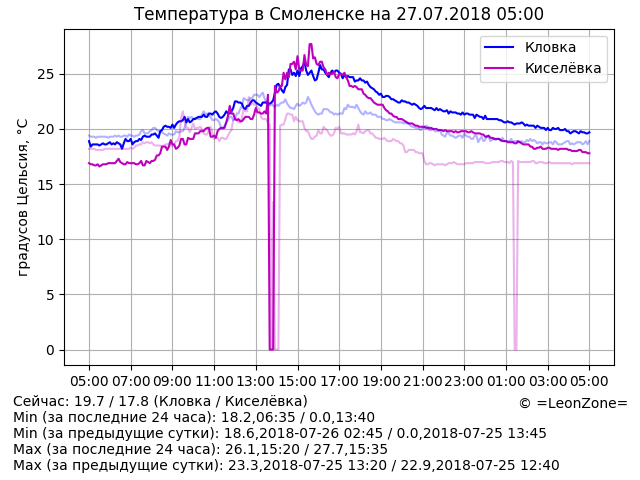 Температура в Смоленске на 27.07.2018 05:00
Кловка
Киселёвка
градусов Цельсия, °C
25
20
15
10
5
0
05:00 07:00 09:00 11:00 13:00 15:00 17:00 19:00 21:00 23:00 01:00 03:00 05:00
Сейчас: 19.7 / 17.8 (Кловка / Киселёвка)
© =LeonZone=
Min (за последние 24 часа): 18.2,06:35 / 0.0,13:40
Min (за предыдущие сутки): 18.6,2018-07-26 02:45 / 0.0,2018-07-25 13:45
Max (за последние 24 часа): 26.1,15:20 / 27.7,15:35
Max (за предыдущие сутки): 23.3,2018-07-25 13:20 / 22.9,2018-07-25 12:40